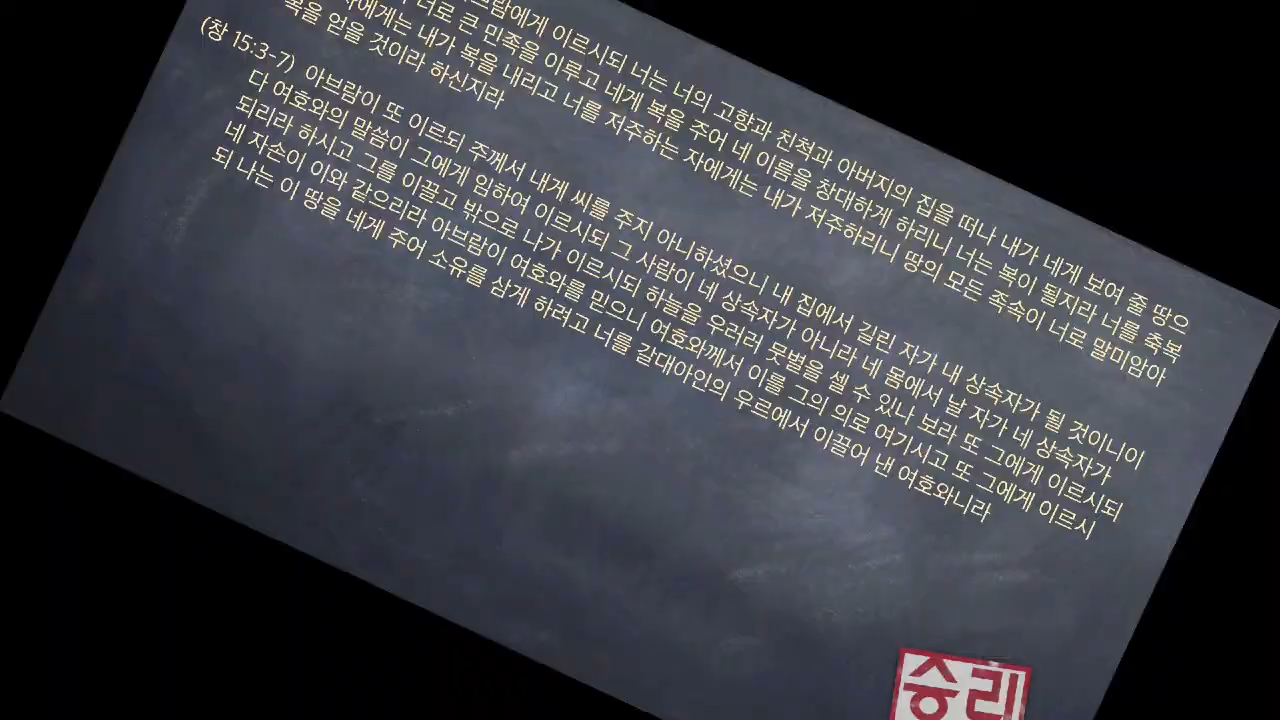 브람에게 이르시되 너는 너의 고향과 친척과 아버지의 집을 떠나 내가 네게 보여 줄 땅으
너로 큰 민족을 이루고 네게 복을 주어 네 이름을 창대하게 하리니 너는 복이 될지라 너를 축복
자에게는 내가 복을 내리고 너를 저주하는 자에게는 내가 저주하리니 땅의 모든 족속이 너로 말미암아
복을 얻을 것이라 하신지라
(창 15:3-7) 아브람이 또 이르되 주께서 내게 씨를 주지 아니하셨으니 내 집에서 길린 자가 내 상속자가 될 것이니이
다 여호와의 말씀이 그에게 임하여 이르시되 그 사람이 네 상속자가 아니라 네 몸에서 날 자가 네 상속자가
되리라 하시고 그를 이끌고 밖으로 나가 이르시되 하늘을 우러러 뭇별을 셀 수 있나 보라 또 그에게 이르시되
네 자손이 이와 같으리라 아브람이 여호와를 믿으니 여호와께서 이를 그의 의로 여기시고 또 그에게 이르시
되 나는 이 땅을 네게 주어 소유를 삼게 하려고 너를 갈대아인의 우르에서 이끌어 낸 여호와니라
승리